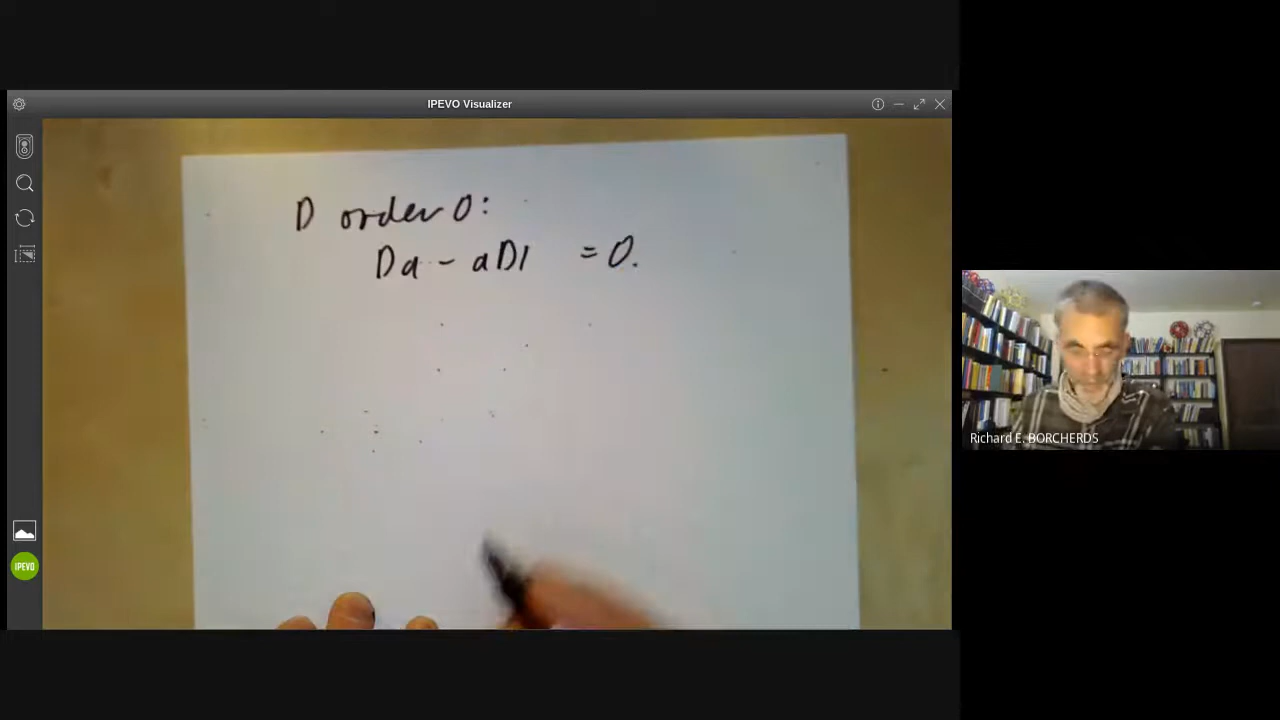 IPEVO Visualizer
D order 0:
Da - aD1 = 0.
Richard E. BORCHERDS
IPEVO